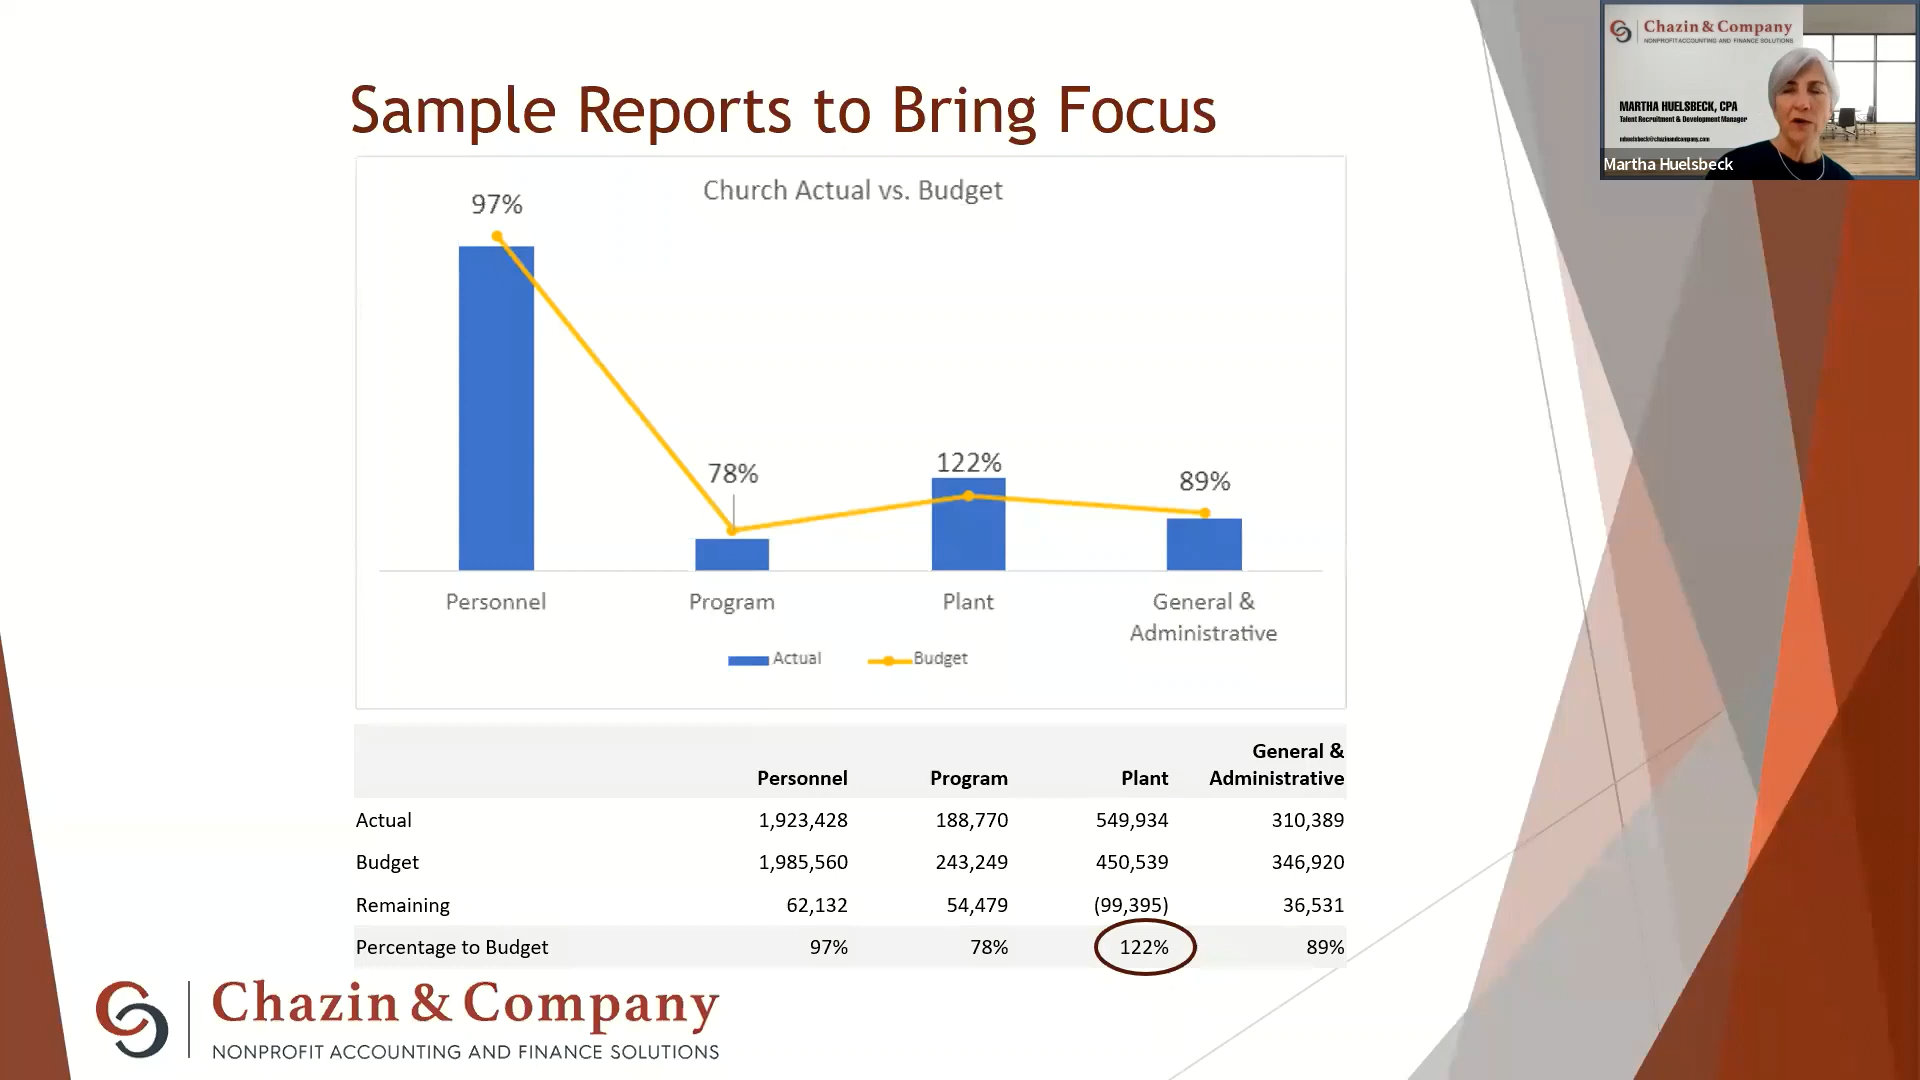 Sample Reports to Bring Focus
Church Actual vs. Budget
97%
78%
122%
89%
Personnel
Program
Plant
General &
Administrative
Actual
Budget
General &
Personnel Program Plant Administrative
Actual 1,923,428 188,770 549,934 310,389
Budget 1,985,560 243,249 450,539 346,920
Remaining 62,132 54,479 (99,395) 36,531
Percentage to Budget 97% 78% 122% 89%
Chazin & Company
NONPROFIT ACCOUNTING AND FINANCE SOLUTIONS
Chazin & Company
NONPROFIT ACCOUNTING AND FINANCE SOLUTIONS
MARTHA HUELSBECK, CPA
Talent Recruitment & Development Manager
Martha Huelsbeck